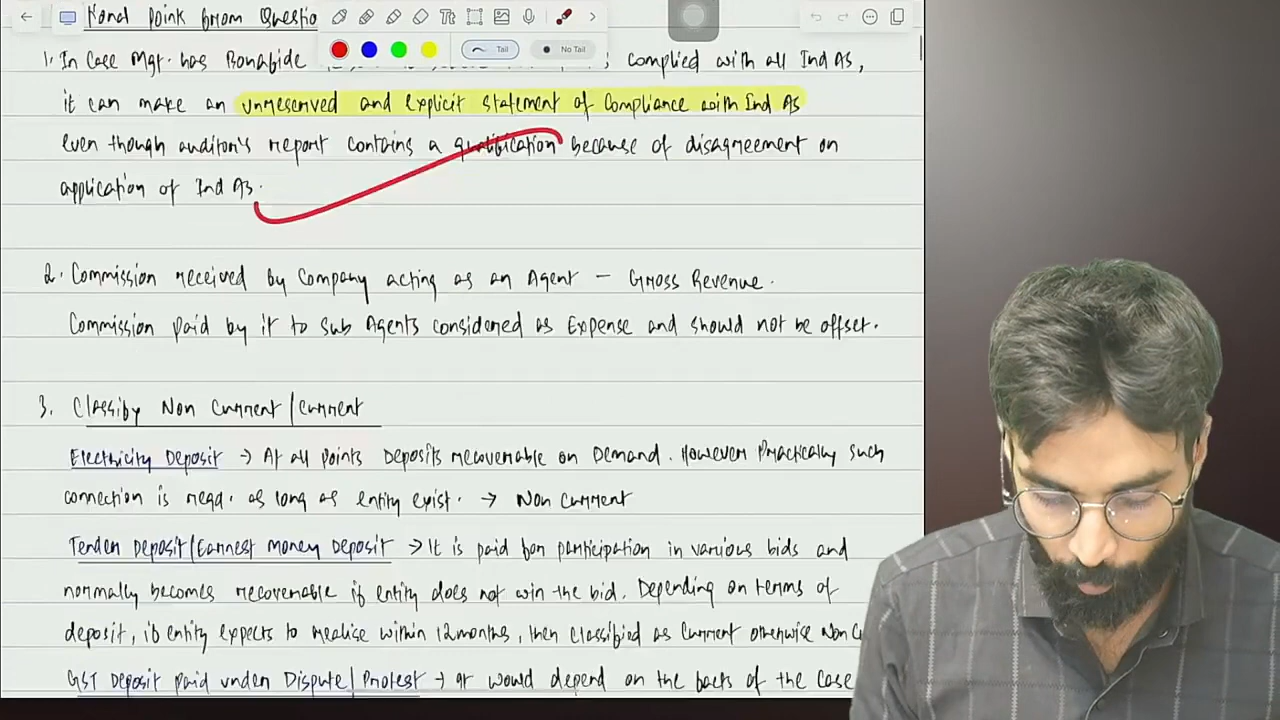 Hard point from Questio
Tail
No Tail
1. In Case Mgt. has Bonafide complied with all Ind AS,
it can make an unreserved and explicit statement of Compliance with Ind AS
even though auditor's report contains a qualification because of disagreement on
application of Ind AS.
2. Commission received by Company acting as an Agent – Gross Revenue.
Commission paid by it to Sub Agents considered as Expense and should not be offset.
3. Classify Non Current/Current
Electricity Deposit → At all points Deposits recoverable on Demand. However Practically such
connection is reqd. as long as entity exist. → Non Current
Tender Deposit/Earnest Money Deposit → It is paid for participation in various bids and
normally becomes recoverable if entity does not win the bid. Depending on terms of
deposit, if entity expects to realise within 12 months, then classified as Current otherwise Non
GST Deposit paid under Dispute/Protest → It would depend on the facts of the Case